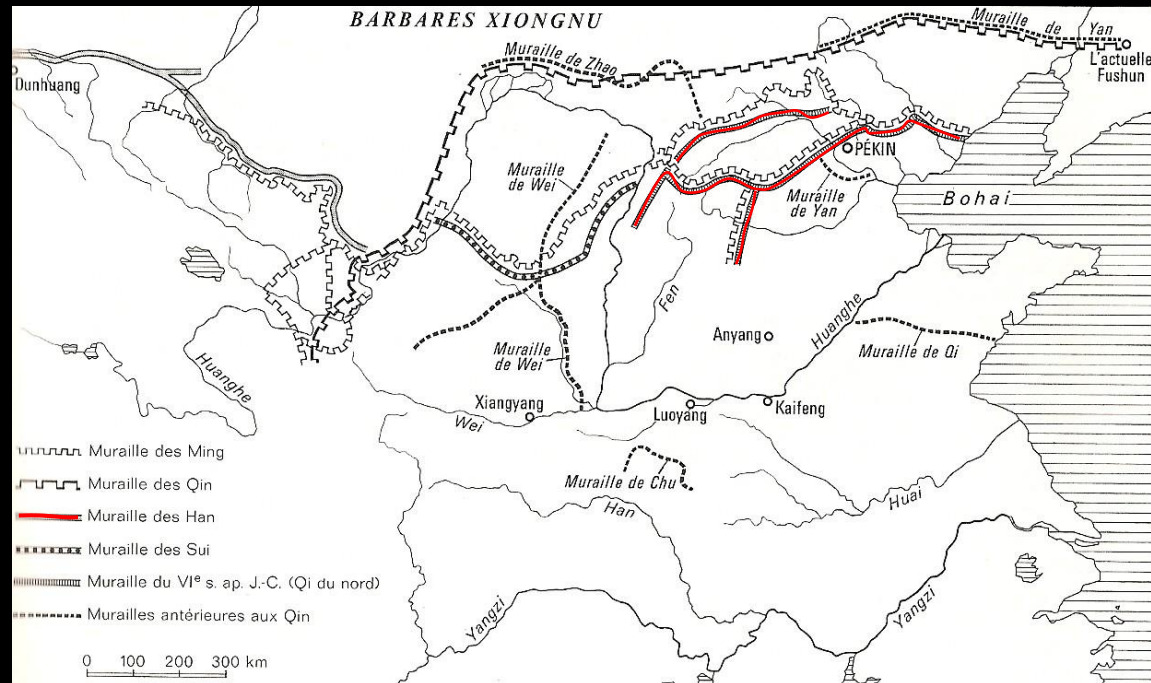 BARBARES XIONGNU
Muraille de Yan
Muraille de Zhao
L'actuelle
Fushun
Dunhuang
PÉKIN
Muraille
de Wei
Muraille
de Yan
Bohai
Fen
Anyang
Huanghe
Muraille de Qi
Muraille
de Wei
Huanghe
Xiangyang
Luoyang
Kaifeng
Wei
Muraille de Chu
Han
Huai
Yangzi
Yangzi
Muraille des Ming
Muraille des Qin
Muraille des Han
Muraille des Sui
Muraille du VIe s. ap. J.-C. (Qi du nord)
Murailles antérieures aux Qin
0 100 200 300 km